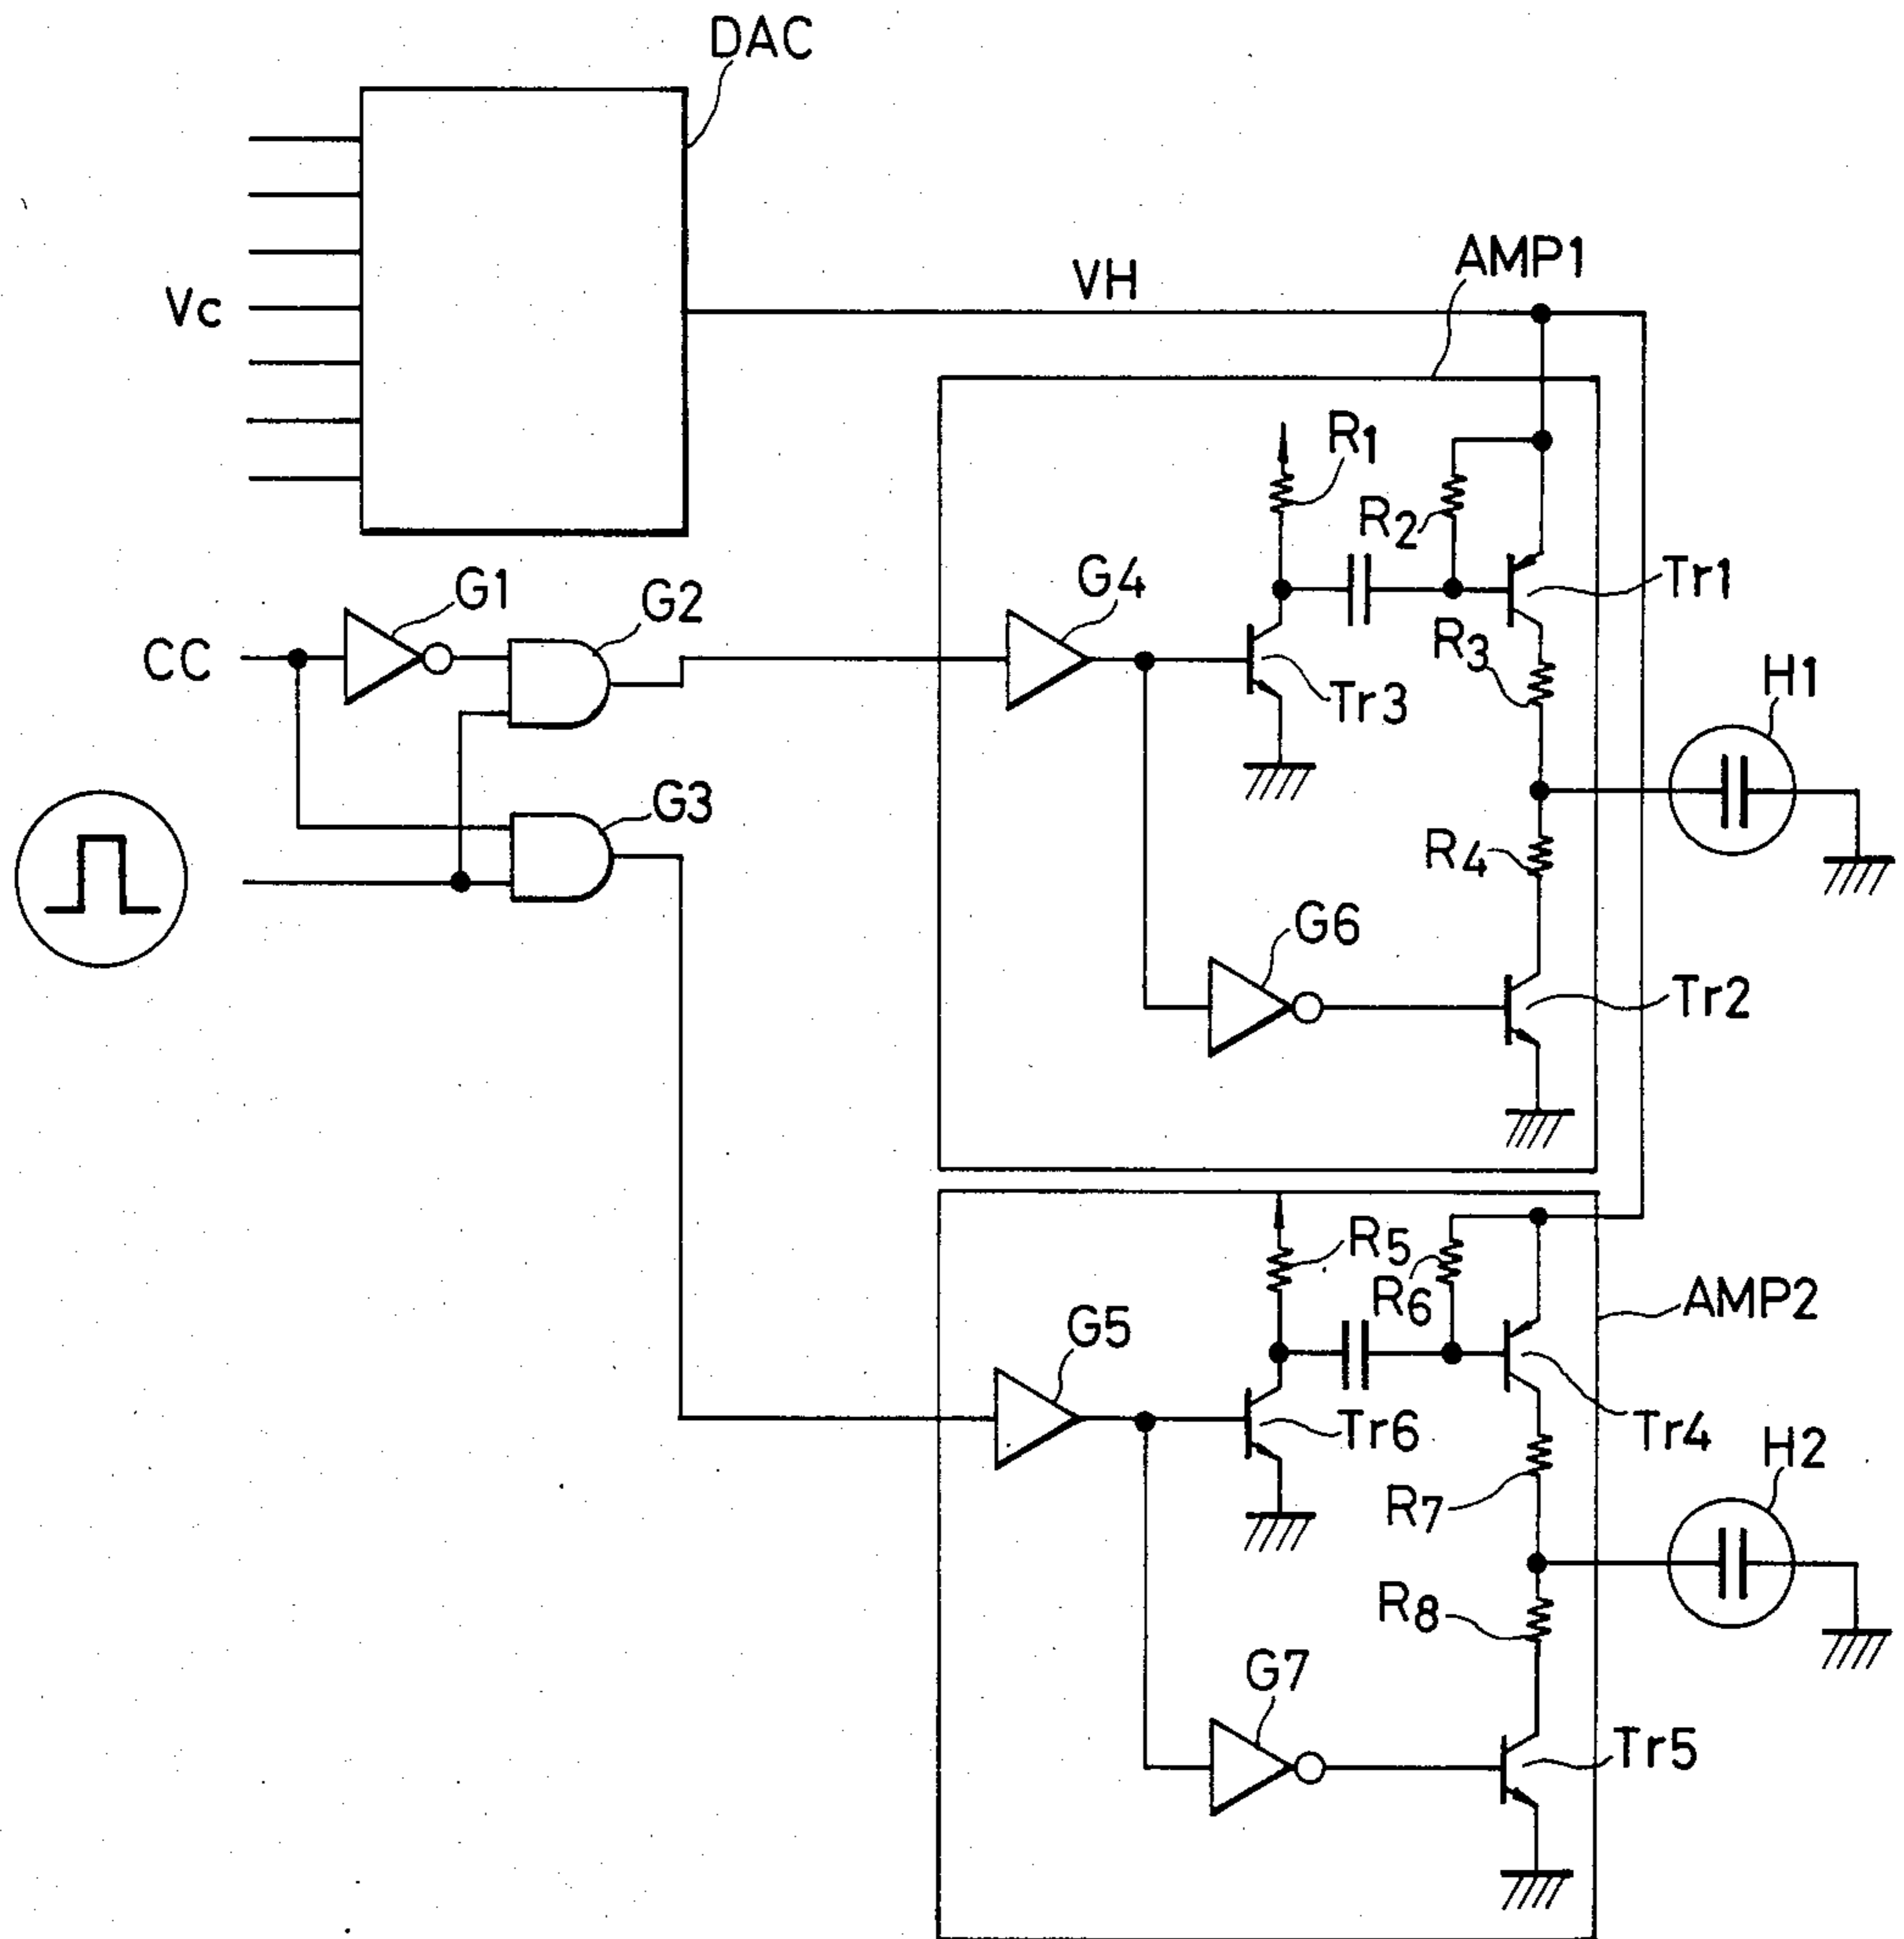 DAC
AMP1
VH
Vc
R1
R2
G1
G2
G4
Tr1
CC
R3
H1
Tr3
G3
R4
G6
Tr2
R5
R6
AMP2
G5
Tr6
Tr4
H2
R7
R8
G7
Tr5